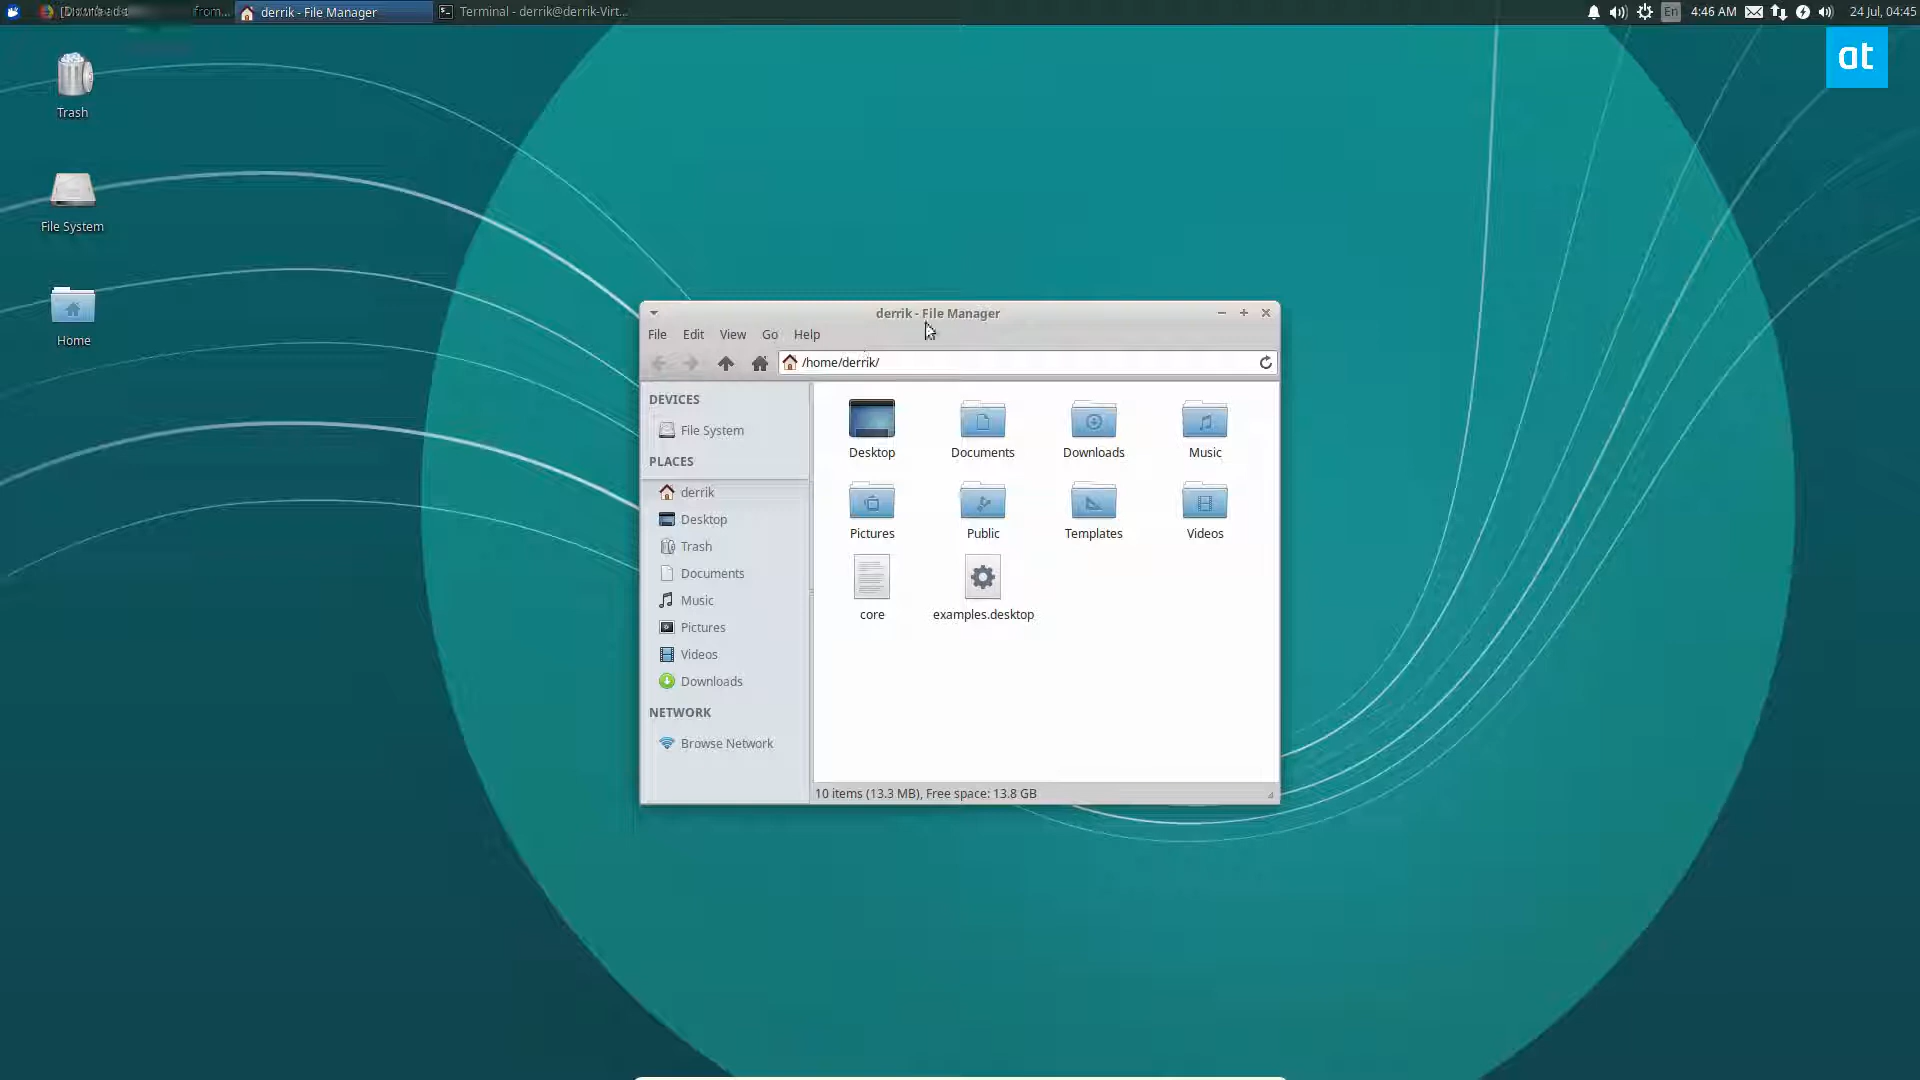 from...
derrik - File Manager
Terminal - derrik@derrik-Virt...
En
4:46 AM
24 Jul, 04:45
at
Trash
File System
Home
derrik - File Manager
File Edit View Go Help
/home/derrik/
DEVICES
File System
PLACES
derrik
Desktop
Trash
Documents
Music
Pictures
Videos
Downloads
NETWORK
Browse Network
Desktop Documents Downloads Music
Pictures Public Templates Videos
core examples.desktop
10 items (13.3 MB), Free space: 13.8 GB